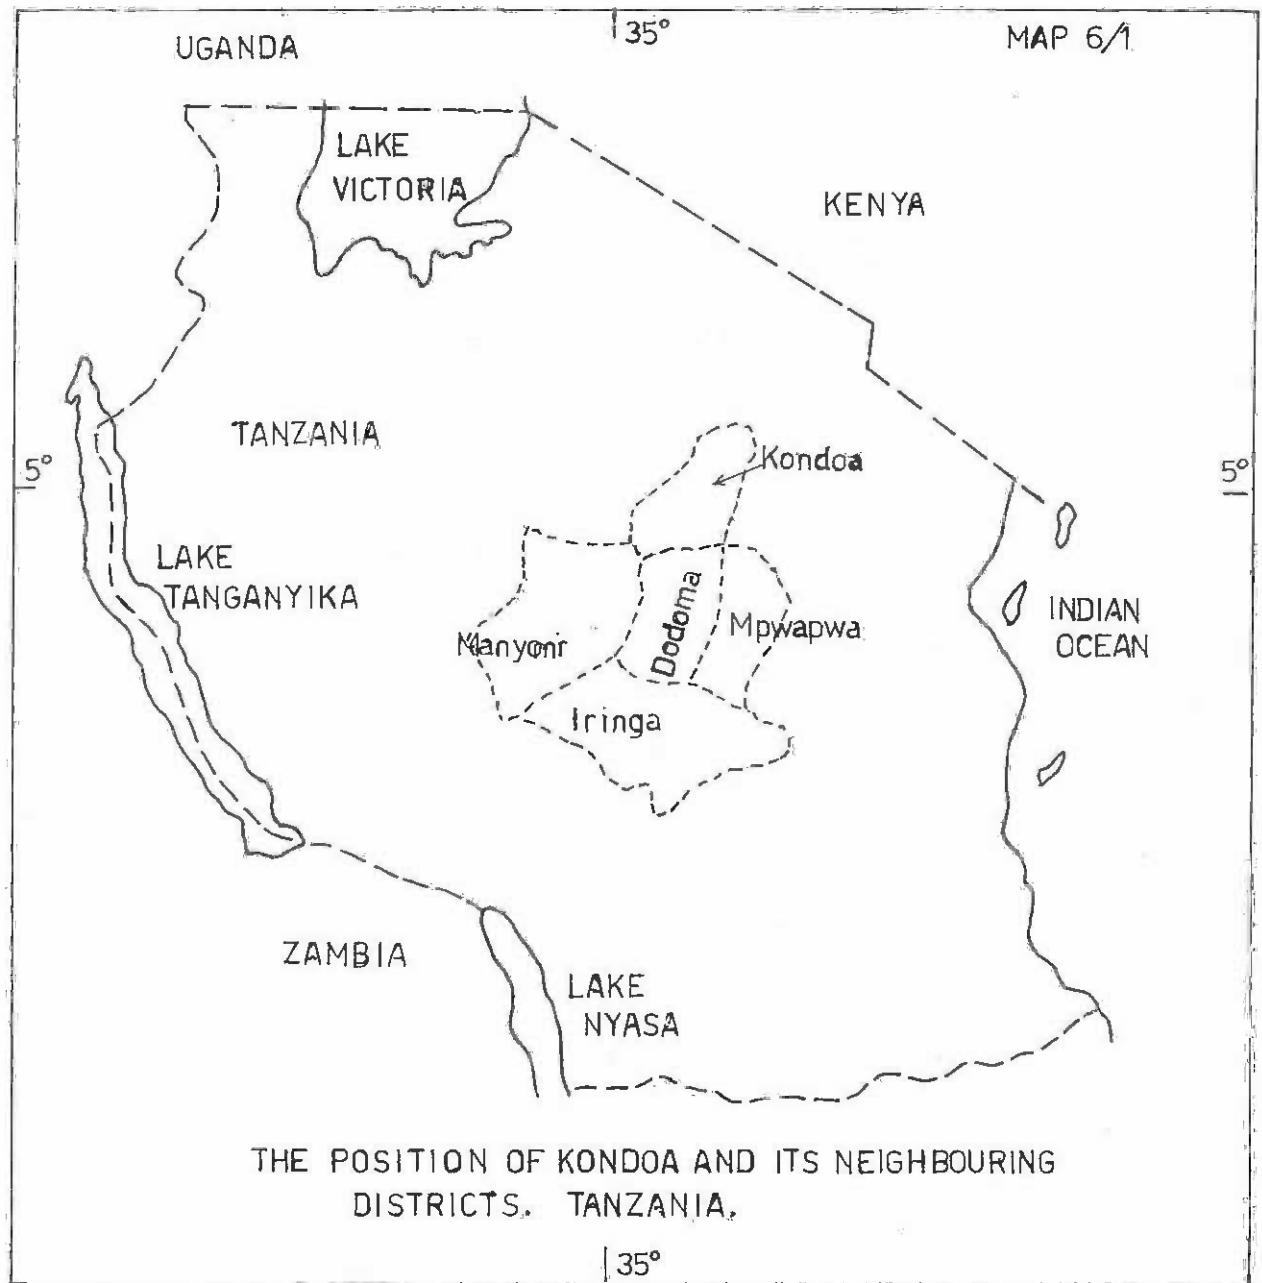 35°
MAP 6/1
UGANDA
LAKE
VICTORIA
KENYA
TANZANIA
Kondoa
5°
5°
LAKE
TANGANYIKA
INDIAN
OCEAN
Manyoni
Dodoma
Mpwapwa
Iringa
ZAMBIA
LAKE
NYASA
THE POSITION OF KONDOA AND ITS NEIGHBOURING
DISTRICTS. TANZANIA.
35°